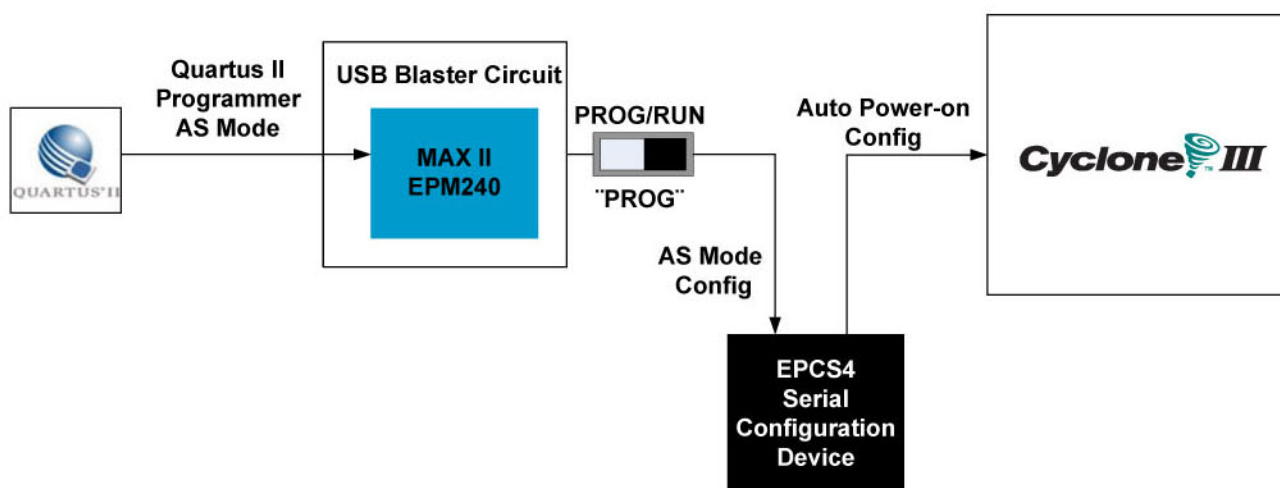 Quartus II
Programmer
AS Mode
QUARTUS® II
USB Blaster Circuit
MAX II
EPM240
PROG/RUN
¨PROG¨
AS Mode
Config
EPCS4
Serial
Configuration
Device
Auto Power-on
Config
Cyclone™ III